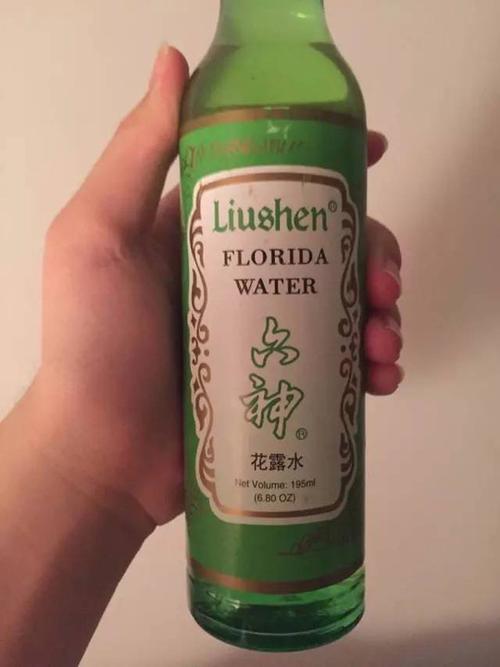 Liushen®
FLORIDA
WATER
六
神®
花露水
Net Volume: 195ml
(6.80 OZ)